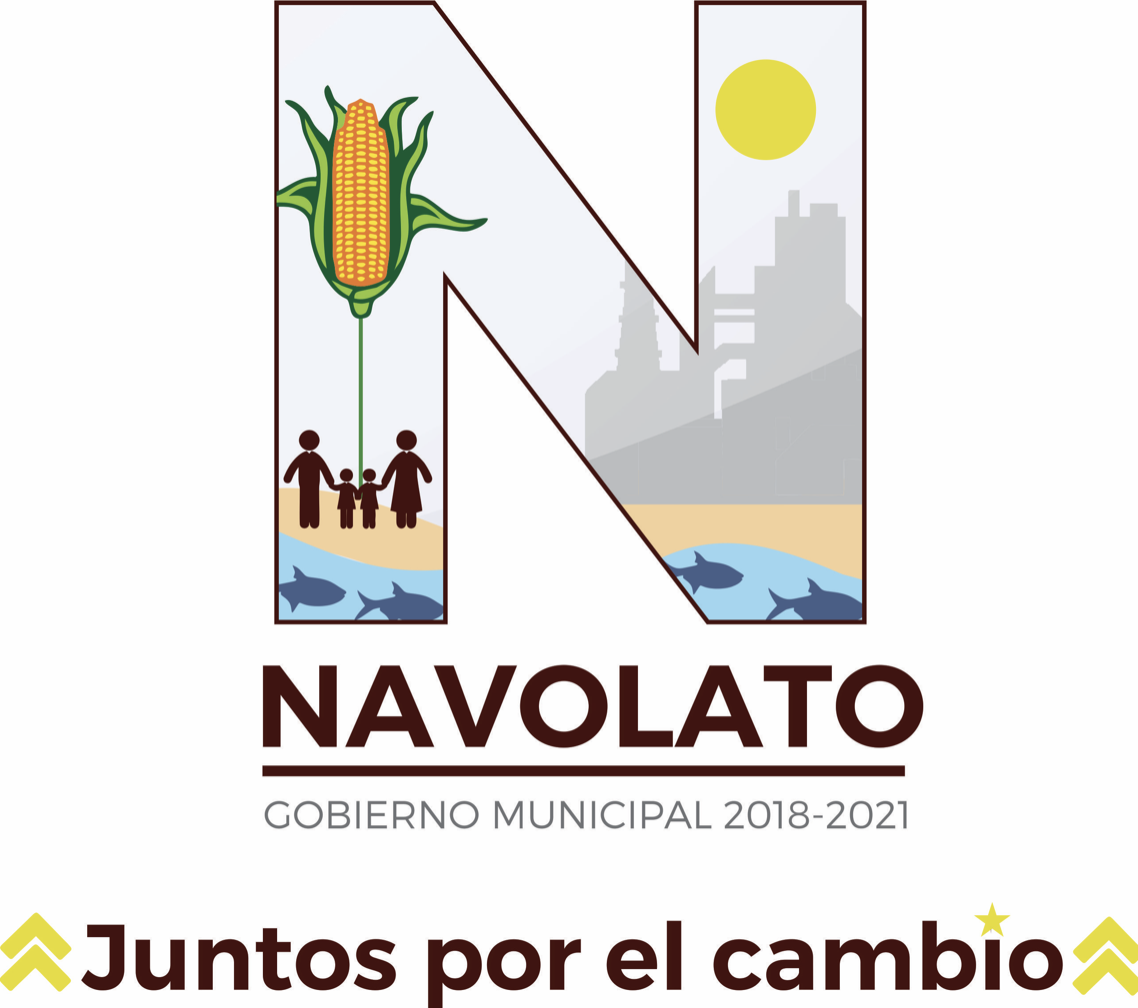 N
NAVOLATO
GOBIERNO MUNICIPAL 2018-2021
Juntos por el cambio